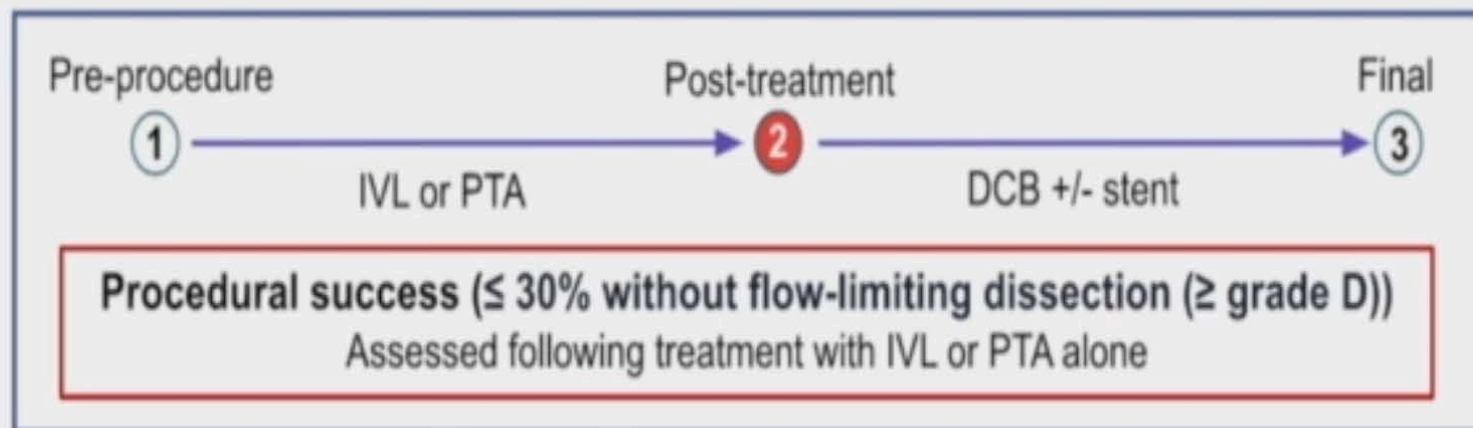 Pre-procedure Post-treatment Final
1 2 3
IVL or PTA DCB +/- stent
Procedural success (≤ 30% without flow-limiting dissection (≥ grade D))
Assessed following treatment with IVL or PTA alone